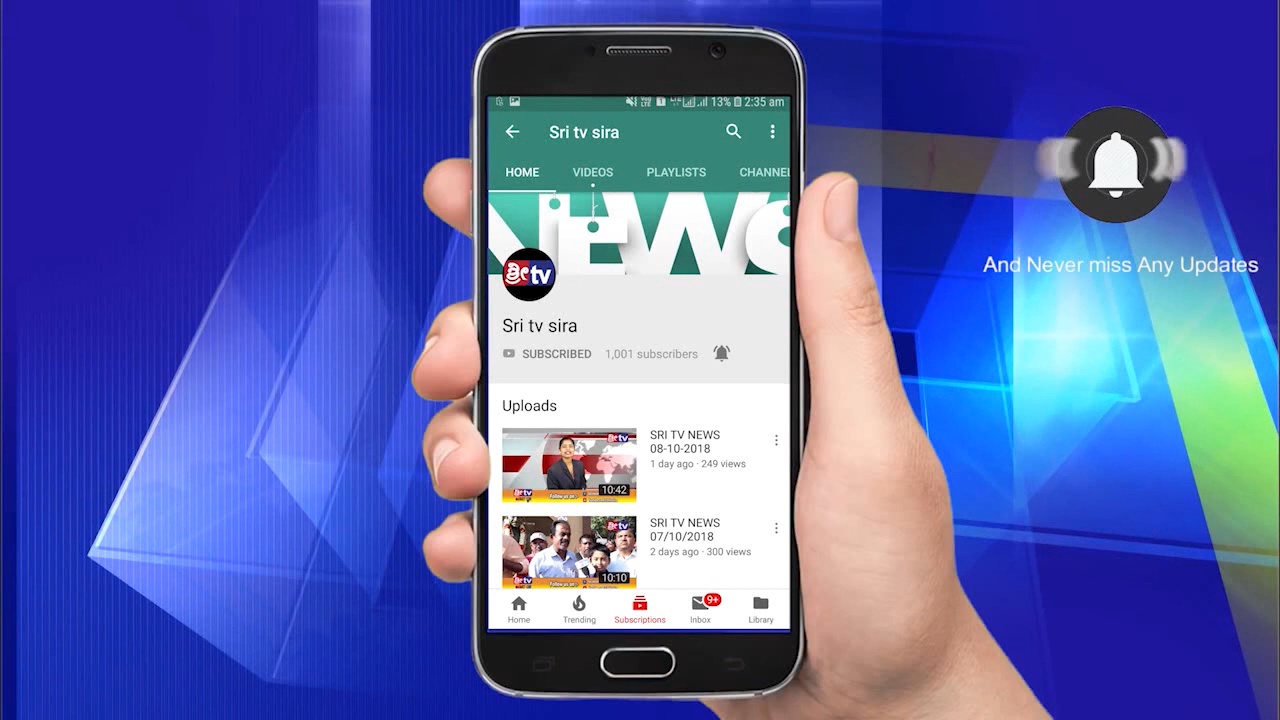 13% 2:35 am
Sri tv sira
HOME VIDEOS PLAYLISTS CHANNEL
NEWS
ಶ್ರೀ tv
Sri tv sira
SUBSCRIBED 1,001 subscribers
Uploads
SRI TV NEWS
08-10-2018
1 day ago · 249 views
10:42
SRI TV NEWS
07/10/2018
2 days ago · 300 views
10:10
Home Trending Subscriptions Inbox Library
9+
And Never miss Any Updates